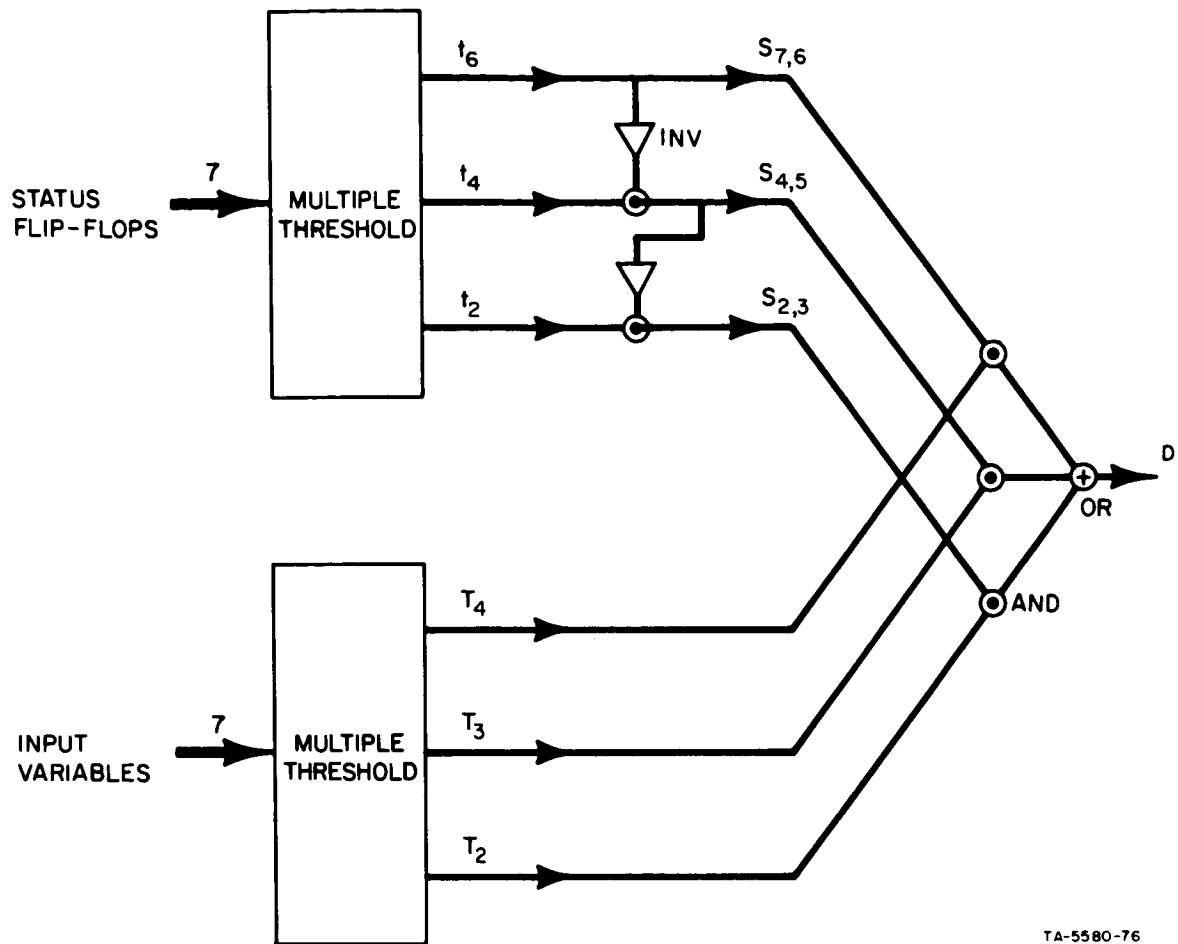 t6
S7,6
INV
7
STATUS
FLIP-FLOPS
MULTIPLE
THRESHOLD
t4
S4,5
t2
S2,3
D
OR
AND
T4
7
INPUT
VARIABLES
MULTIPLE
THRESHOLD
T3
T2
TA-5580-76